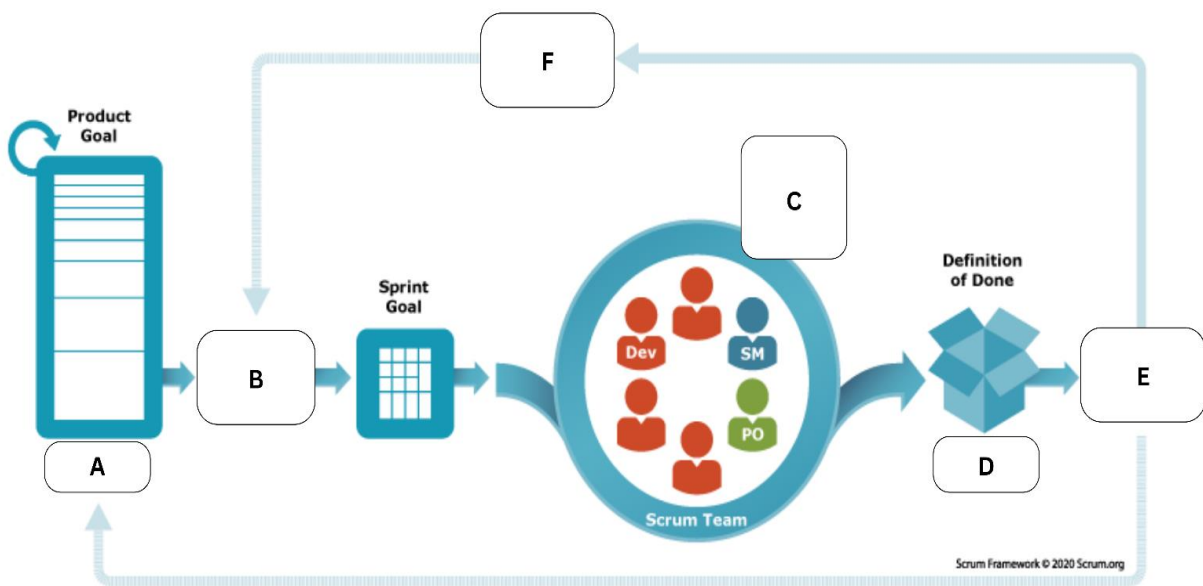 F
Product
Goal
C
Definition
of Done
Sprint
Goal
Dev
SM
B
E
PO
A
D
Scrum Team
Scrum Framework © 2020 Scrum.org